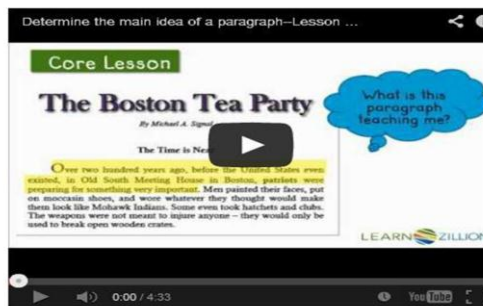 Determine the main idea of a paragraph--Lesson ...
Core Lesson
The Boston Tea Party
By Michael A. Signal
The Time is Near
What is this
paragraph
teaching me?
Over two hundred years ago, before the United States even
existed, in Old South Meeting House in Boston, patriots were
preparing for something very important. Men painted their faces, put
on moccasin shoes, and wore whatever they thought would make
them look like Mohawk Indians. Some even took hatchets and clubs.
The weapons were not meant to injure anyone – they would only be
used to break open wooden crates.
LEARN ZILLION
0:00 / 4:33
YouTube